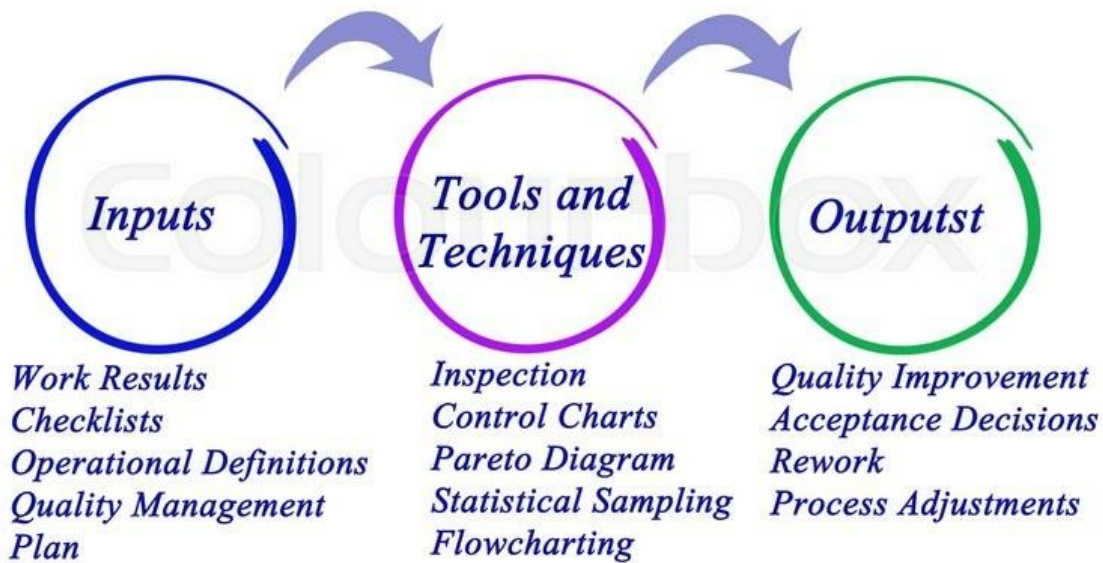 Inputs
Tools and
Techniques
Outputst
colourbox
Work Results
Checklists
Operational Definitions
Quality Management
Plan
Inspection
Control Charts
Pareto Diagram
Statistical Sampling
Flowcharting
Quality Improvement
Acceptance Decisions
Rework
Process Adjustments